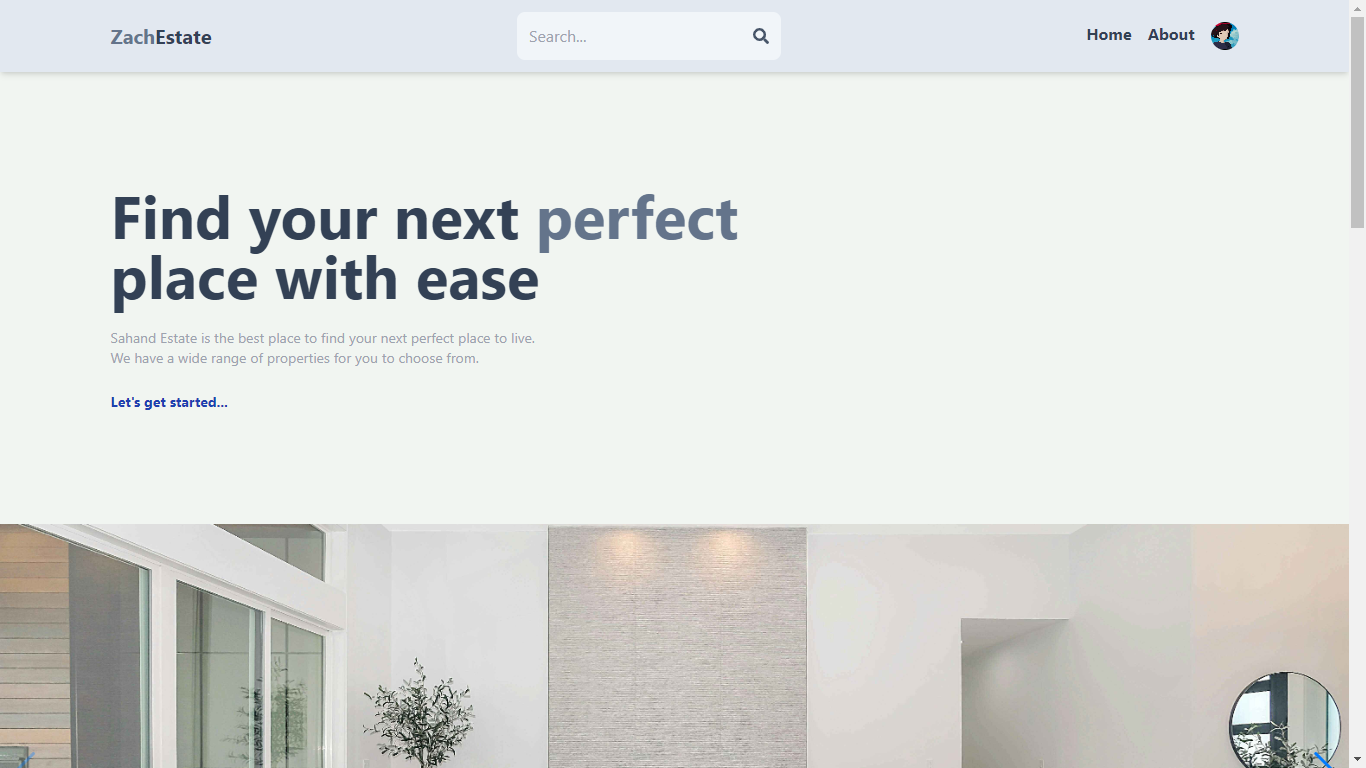 ZachEstate
Search...
Home
About
Find your next perfect
place with ease
Sahand Estate is the best place to find your next perfect place to live.
We have a wide range of properties for you to choose from.
Let's get started...